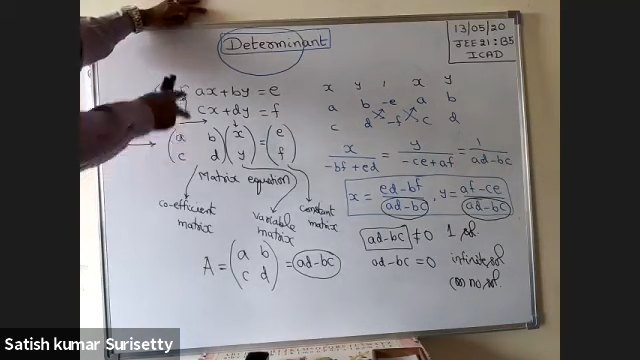 Determinant
13/05/20
JEE21:B5
ICAD
ax+by = e
cx+dy = f
(a b
c d) (x
y) = (e
f)
Matrix equation
co-efficient
matrix
variable
matrix
constant
matrix
A = (a b
c d) = ad-bc
x y 1 x y
a b -e a b
c d -f c d
x/(-bf+ed) = y/(-ce+af) = 1/(ad-bc)
x = (ed-bf)/(ad-bc), y = (af-ce)/(ad-bc)
ad-bc ≠0 1 sol.
ad-bc =0 infinite sol
(or) no sol.
Satish kumar Surisetty